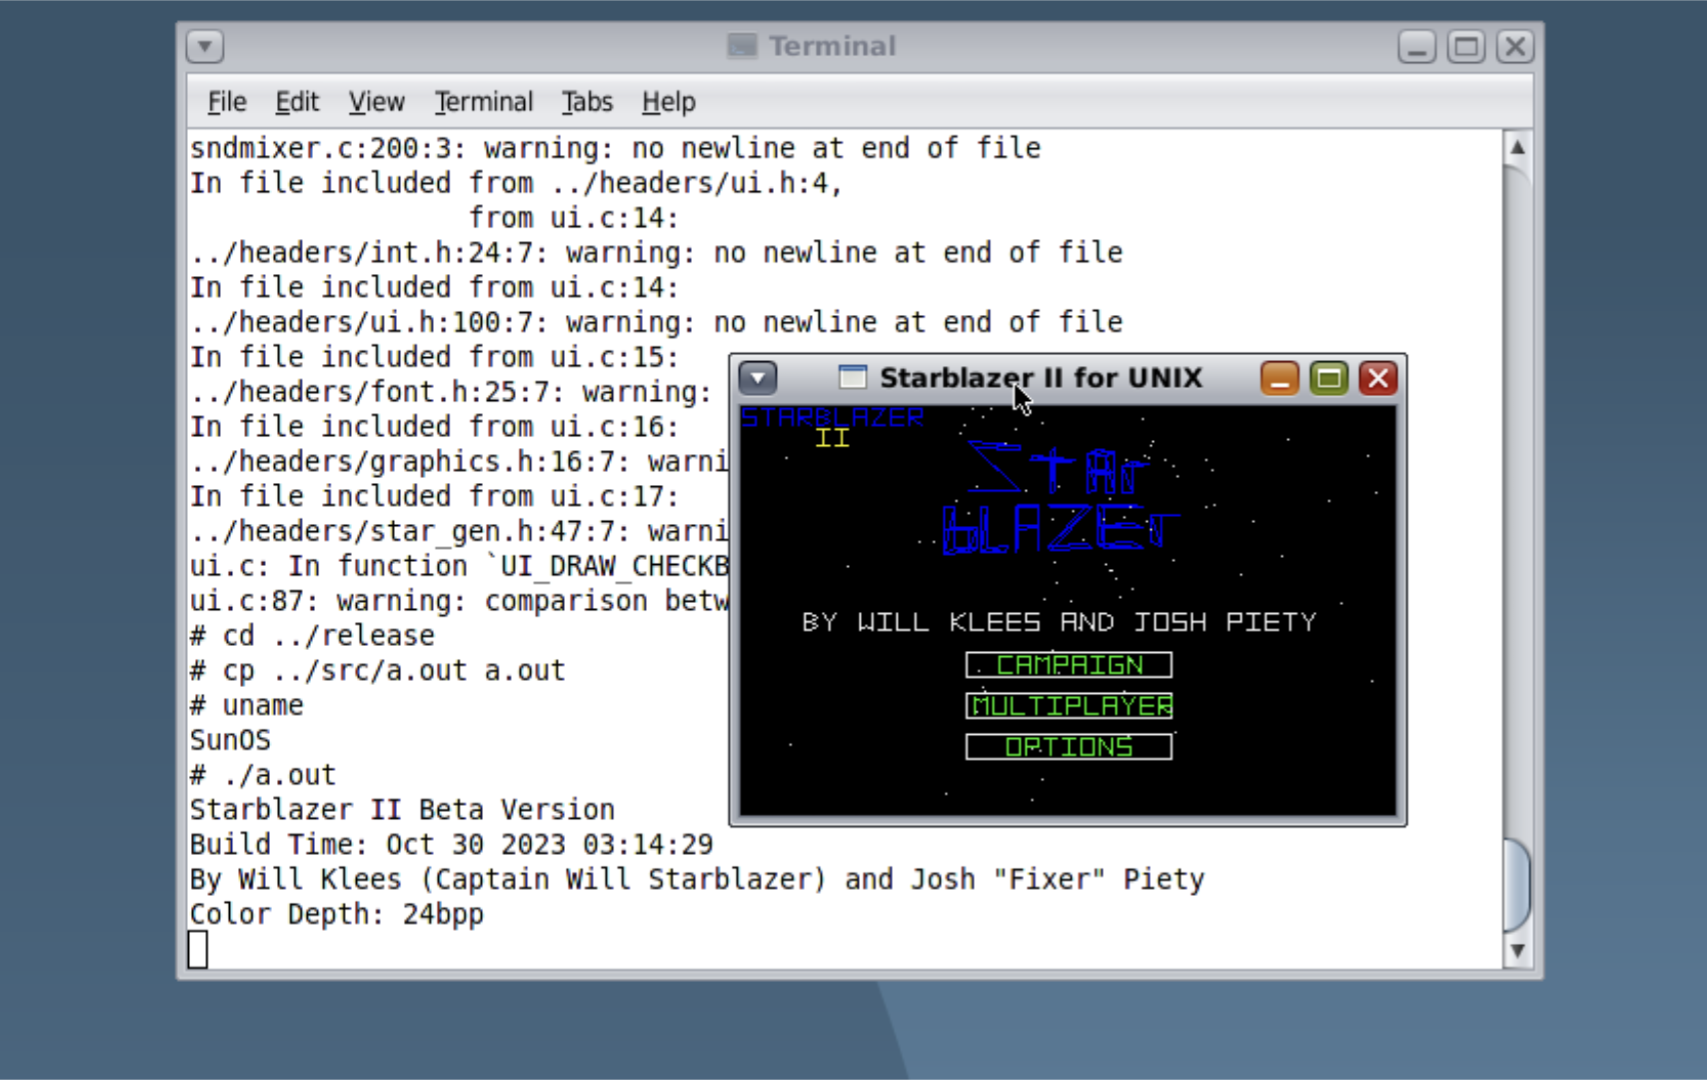 Terminal
File Edit View Terminal Tabs Help
sndmixer.c:200:3: warning: no newline at end of file
In file included from ../headers/ui.h:4,
from ui.c:14:
../headers/int.h:24:7: warning: no newline at end of file
In file included from ui.c:14:
../headers/ui.h:100:7: warning: no newline at end of file
In file included from ui.c:15:
../headers/font.h:25:7: warning:
In file included from ui.c:16:
../headers/graphics.h:16:7: warni
In file included from ui.c:17:
../headers/star_gen.h:47:7: warni
ui.c: In function `UI_DRAW_CHECKB
ui.c:87: warning: comparison betw
# cd ../release
# cp ../src/a.out a.out
# uname
SunOS
# ./a.out
Starblazer II Beta Version
Build Time: Oct 30 2023 03:14:29
By Will Klees (Captain Will Starblazer) and Josh "Fixer" Piety
Color Depth: 24bpp
Starblazer II for UNIX
STARBLAZER
II
STAr
bLAZEr
BY WILL KLEES AND JOSH PIETY
CAMPAIGN
MULTIPLAYER
OPTIONS